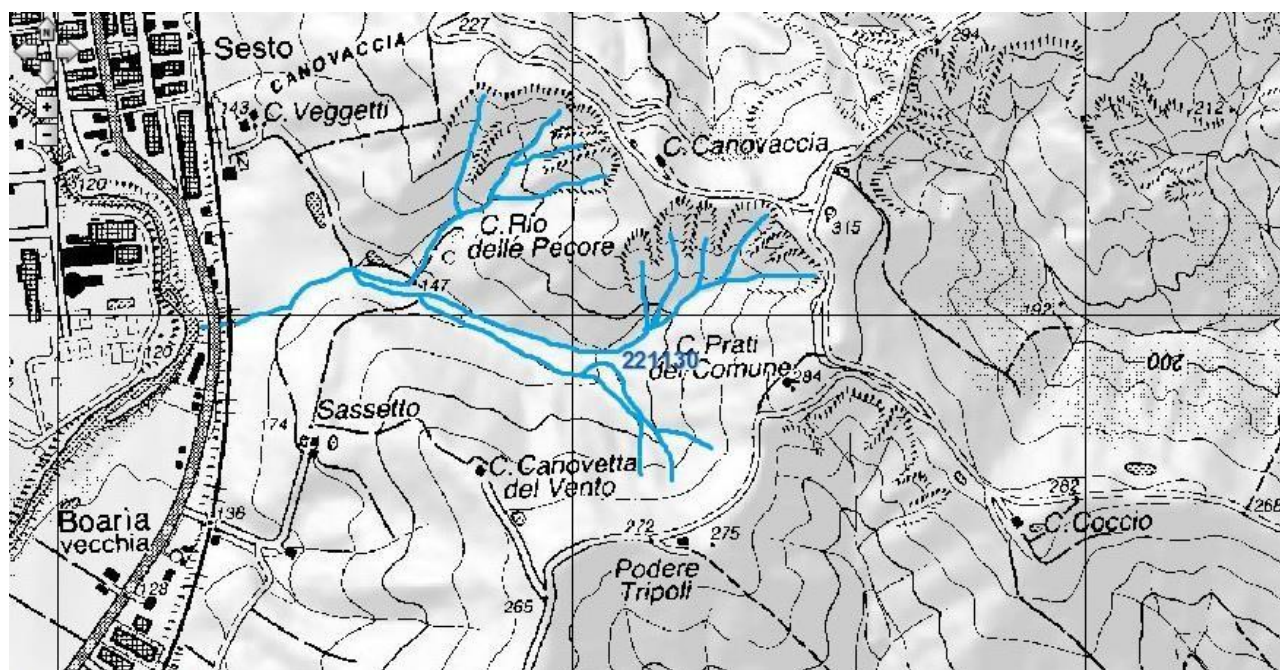 N
227
294
Sesto
CANOVACCIA
143
C. Veggetti
212
C. Canovaccia
120
C. Rio
delle Pecore
315
147
192
120
C. Prati
del Comune
221130
200
284
Sassetto
174
C. Canovetta
del Vento
262
268
Boaria
vecchia
136
272
275
C. Coccio
Podere
Tripoli
128
265